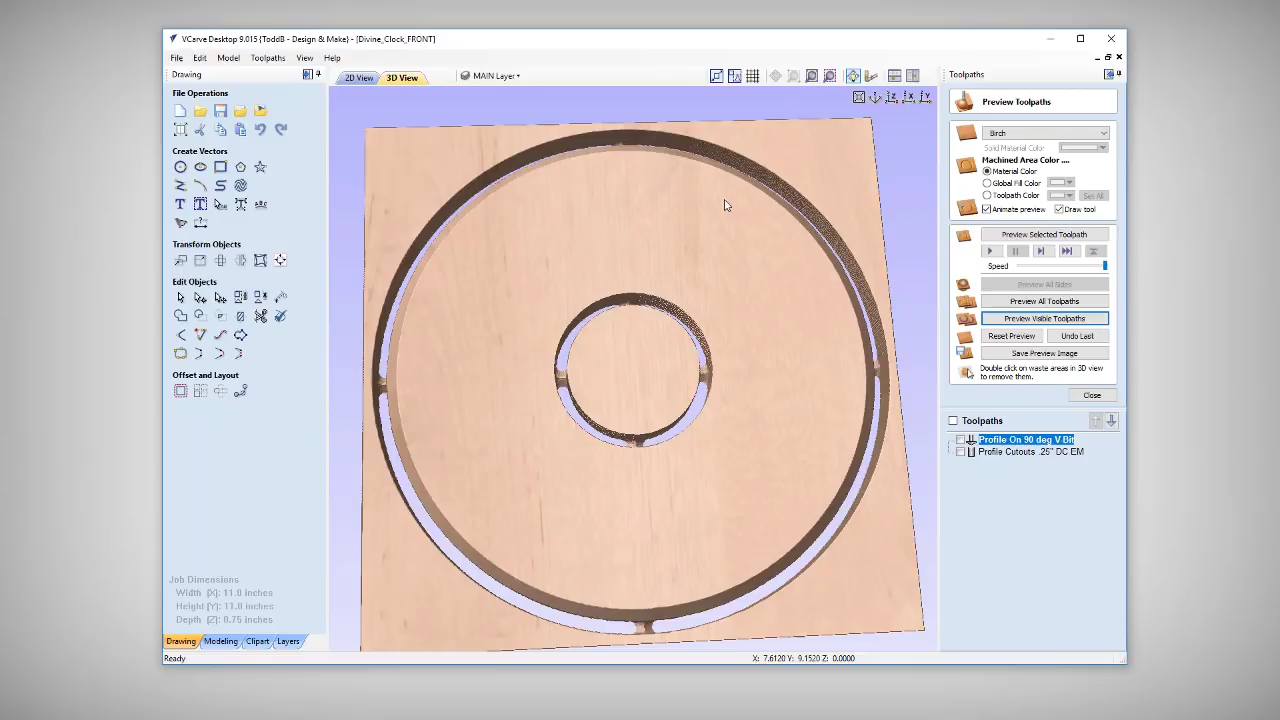 VCarve Desktop 9.015 {ToddB - Design & Make} - [Divine_Clock_FRONT]
File Edit Model Toolpaths View Help
Drawing
2D View
3D View
MAIN Layer
Toolpaths
File Operations
Create Vectors
Transform Objects
Edit Objects
Offset and Layout
Job Dimensions
Width (X): 11.0 inches
Height (Y): 11.0 inches
Depth (Z): 0.75 inches
Drawing Modeling Clipart Layers
Ready
X: 7.6120 Y: 9.1520 Z: 0.0000
Preview Toolpaths
Birch
Solid Material Color
Machined Area Color ....
Material Color
Global Fill Color
Toolpath Color
Set All
Animate preview
Draw tool
Preview Selected Toolpath
Speed
Preview All Sides
Preview All Toolpaths
Preview Visible Toolpaths
Reset Preview
Undo Last
Save Preview Image
Double click on waste areas in 3D view
to remove them.
Close
Toolpaths
Profile On 90 deg V.Bit
Profile Cutouts .25" DC EM